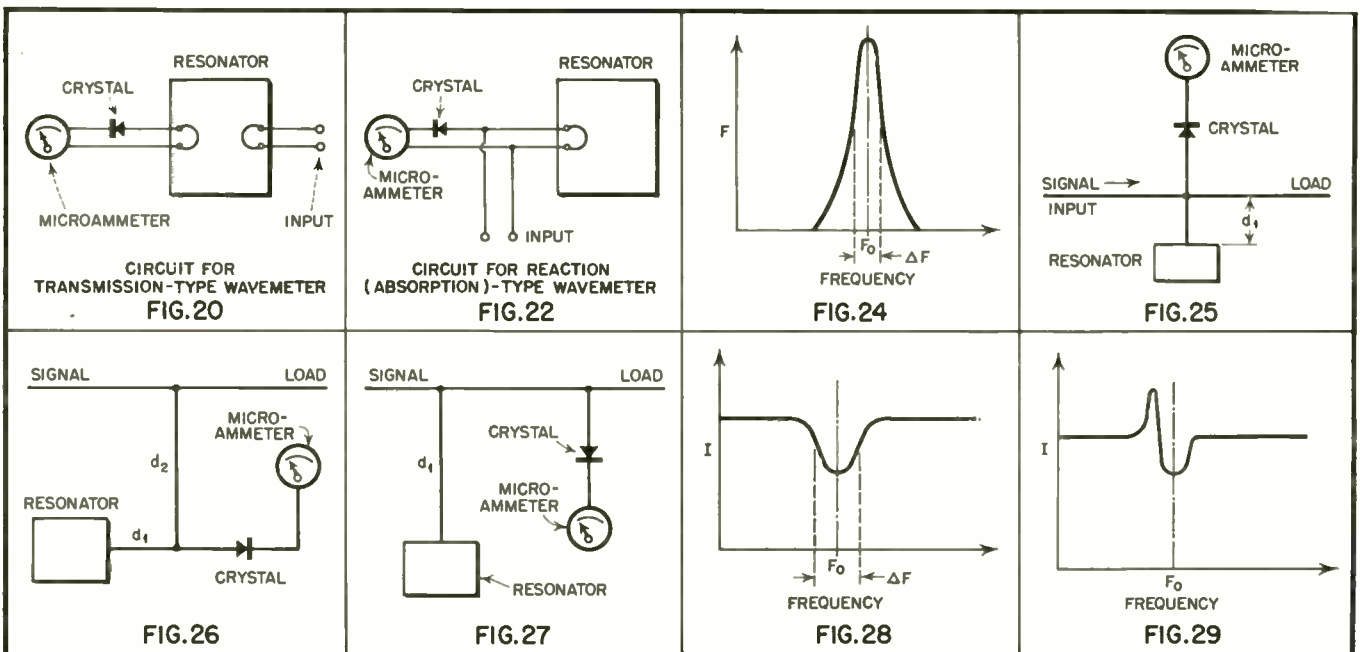 RESONATOR
CRYSTAL
MICROAMMETER
INPUT
CIRCUIT FOR
TRANSMISSION-TYPE WAVEMETER
FIG.20
RESONATOR
CRYSTAL
MICRO-
AMMETER
INPUT
CIRCUIT FOR REACTION
(ABSORPTION)-TYPE WAVEMETER
FIG.22
F
F₀
ΔF
FREQUENCY
FIG.24
MICRO-
AMMETER
CRYSTAL
SIGNAL
INPUT
LOAD
d₁
RESONATOR
FIG.25
SIGNAL
LOAD
MICRO-
AMMETER
d₂
RESONATOR
d₁
CRYSTAL
FIG.26
SIGNAL
LOAD
CRYSTAL
d₁
MICRO-
AMMETER
RESONATOR
FIG.27
I
F₀
ΔF
FREQUENCY
FIG.28
I
F₀
FREQUENCY
FIG.29